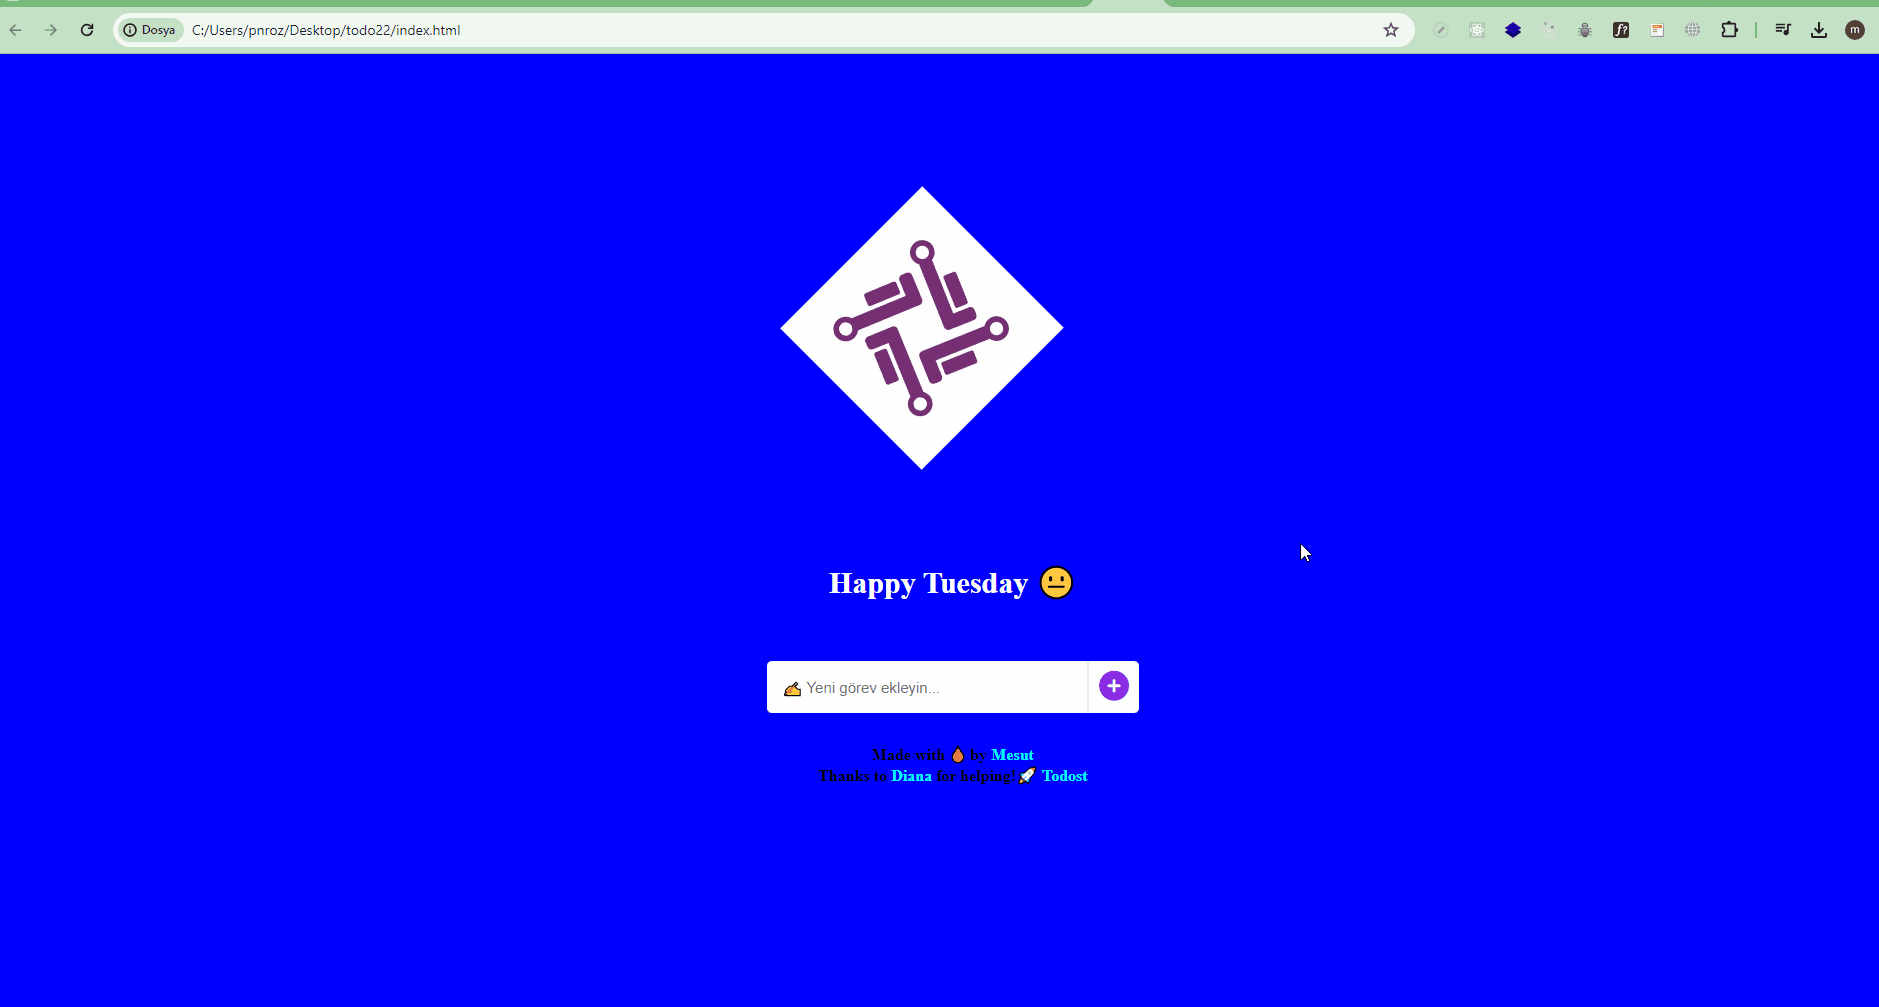 Dosya C:/Users/pnroz/Desktop/todo22/index.html
f?
m
Happy Tuesday 😐
✍ Yeni görev ekleyin...
Made with 🩸 by Mesut
Thanks to Diana for helping!🚀 Todost